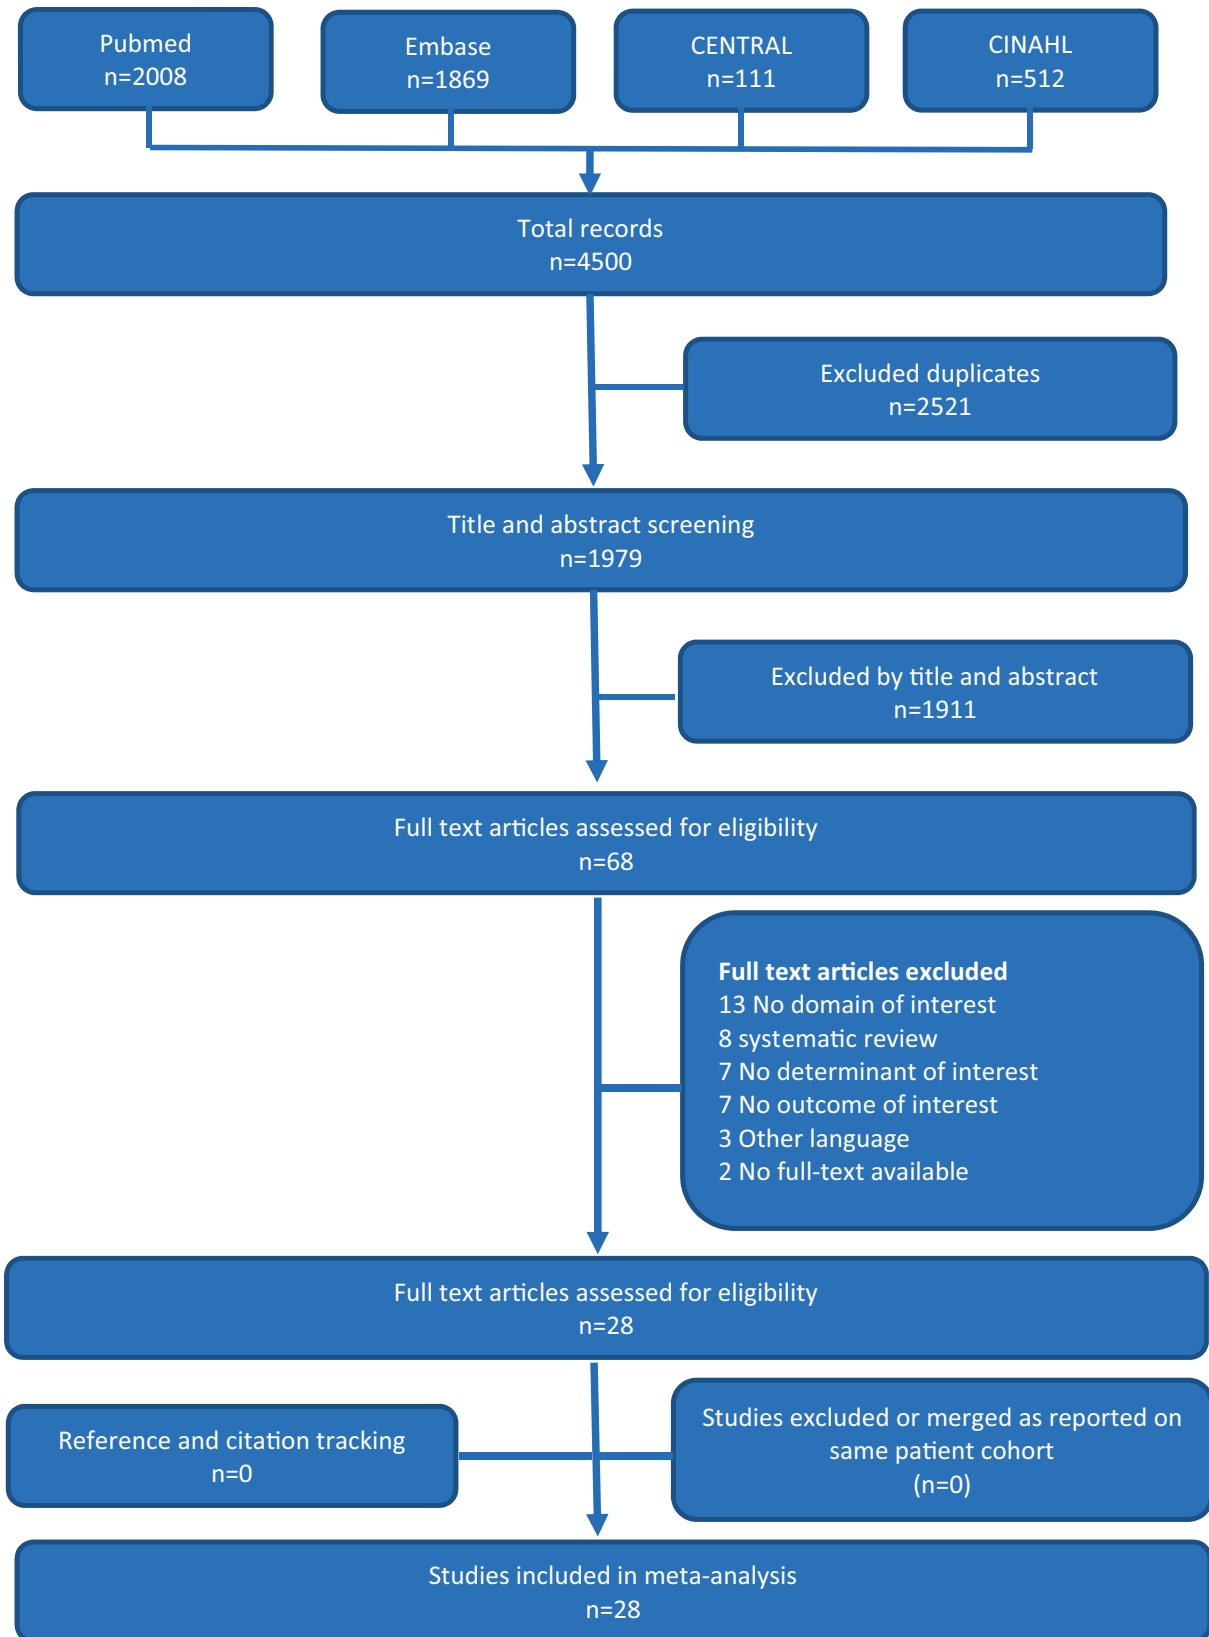 Pubmed
n=2008
Embase
n=1869
CENTRAL
n=111
CINAHL
n=512
Total records
n=4500
Excluded duplicates
n=2521
Title and abstract screening
n=1979
Excluded by title and abstract
n=1911
Full text articles assessed for eligibility
n=68
Full text articles excluded
13 No domain of interest
8 systematic review
7 No determinant of interest
7 No outcome of interest
3 Other language
2 No full-text available
Full text articles assessed for eligibility
n=28
Reference and citation tracking
n=0
Studies excluded or merged as reported on
same patient cohort
(n=0)
Studies included in meta-analysis
n=28